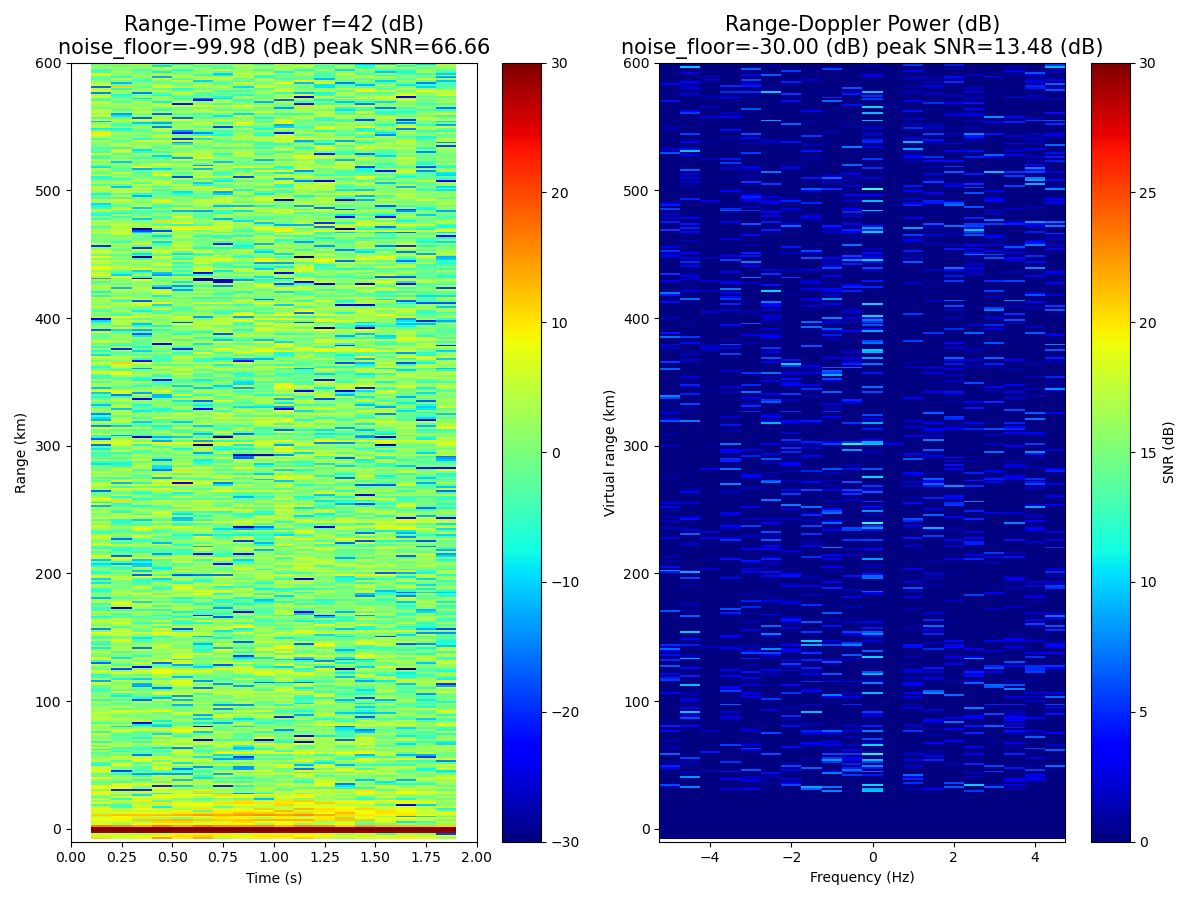 Range-Time Power f=42 (dB)
noise_floor=-99.98 (dB) peak SNR=66.66
600
500
400
300
200
100
0
Range (km)
0.00 0.25 0.50 0.75 1.00 1.25 1.50 1.75 2.00
Time (s)
30
20
10
0
−10
−20
−30
Range-Doppler Power (dB)
noise_floor=-30.00 (dB) peak SNR=13.48 (dB)
600
500
400
300
200
100
0
Virtual range (km)
−4 −2 0 2 4
Frequency (Hz)
30
25
20
15
10
5
0
SNR (dB)